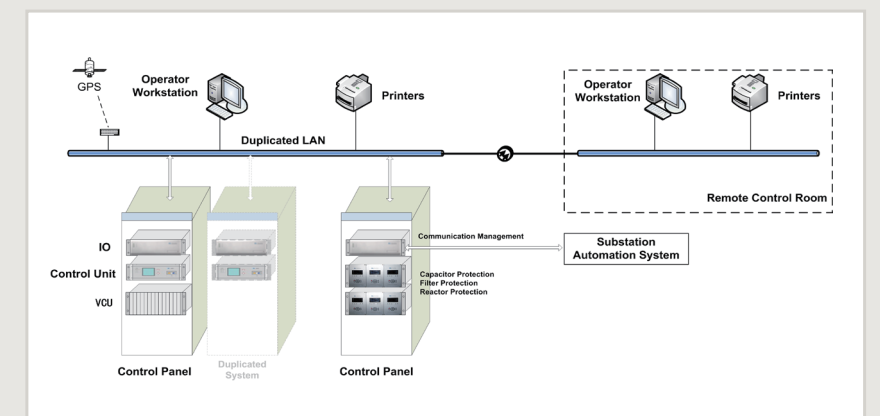 GPS
Operator
Workstation
Printers
Operator
Workstation
Printers
Duplicated LAN
Remote Control Room
IO
Control Unit
VCU
Communication Management
Substation
Automation System
Capacitor Protection
Filter Protection
Reactor Protection
Control Panel
Duplicated
System
Control Panel